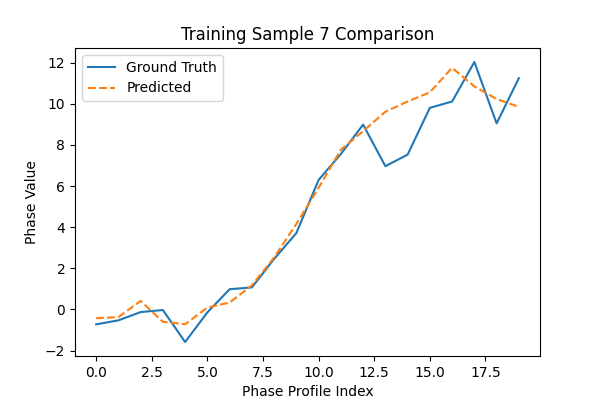 Training Sample 7 Comparison
Ground Truth
Predicted
12
10
8
6
4
2
0
−2
Phase Value
0.0 2.5 5.0 7.5 10.0 12.5 15.0 17.5
Phase Profile Index